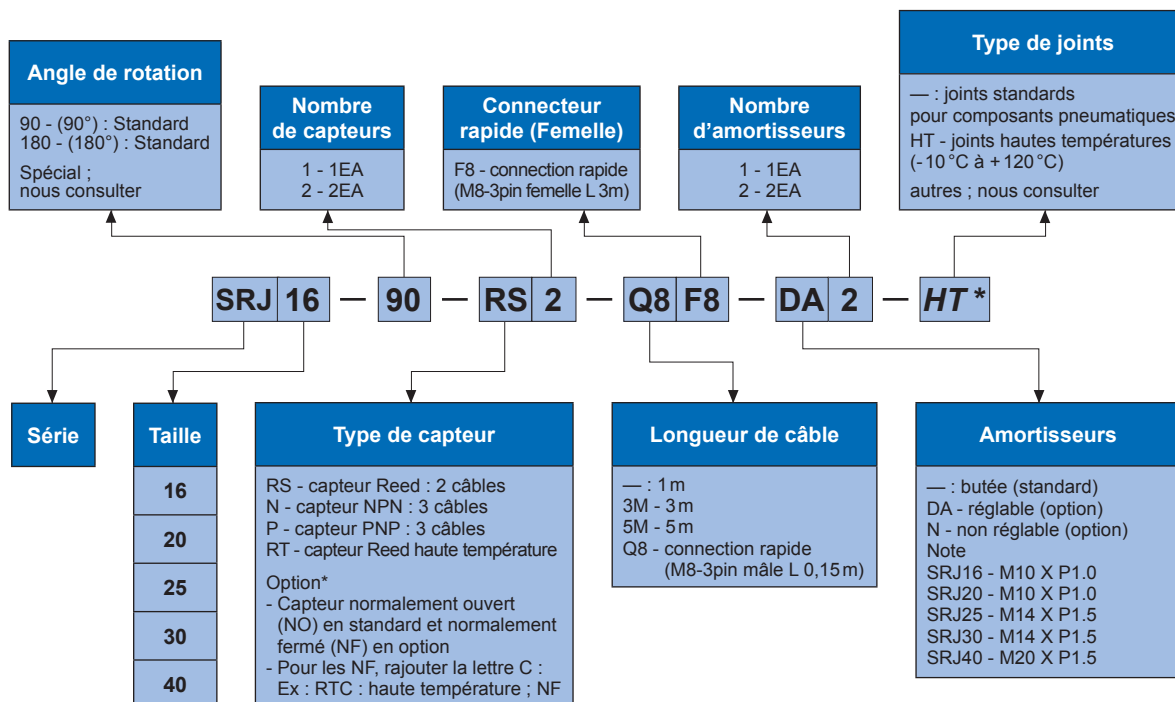 Angle de rotation
90 - (90°) : Standard
180 - (180°) : Standard
Spécial ;
nous consulter
Nombre
de capteurs
1 - 1EA
2 - 2EA
Connecteur
rapide (Femelle)
F8 - connection rapide
(M8-3pin femelle L 3m)
Nombre
d’amortisseurs
1 - 1EA
2 - 2EA
Type de joints
— : joints standards
pour composants pneumatiques
HT - joints hautes températures
(-10 °C à +120 °C)
autres ; nous consulter
SRJ 16 — 90 — RS 2 — Q8 F8 — DA 2 — HT *
Série
Taille
16
20
25
30
40
Type de capteur
RS - capteur Reed : 2 câbles
N - capteur NPN : 3 câbles
P - capteur PNP : 3 câbles
RT - capteur Reed haute température
Option*
- Capteur normalement ouvert
(NO) en standard et normalement
fermé (NF) en option
- Pour les NF, rajouter la lettre C :
Ex : RTC : haute température ; NF
Longueur de câble
— : 1 m
3M - 3 m
5M - 5 m
Q8 - connection rapide
(M8-3pin mâle L 0,15 m)
Amortisseurs
— : butée (standard)
DA - réglable (option)
N - non réglable (option)
Note
SRJ16 - M10 X P1.0
SRJ20 - M10 X P1.0
SRJ25 - M14 X P1.5
SRJ30 - M14 X P1.5
SRJ40 - M20 X P1.5